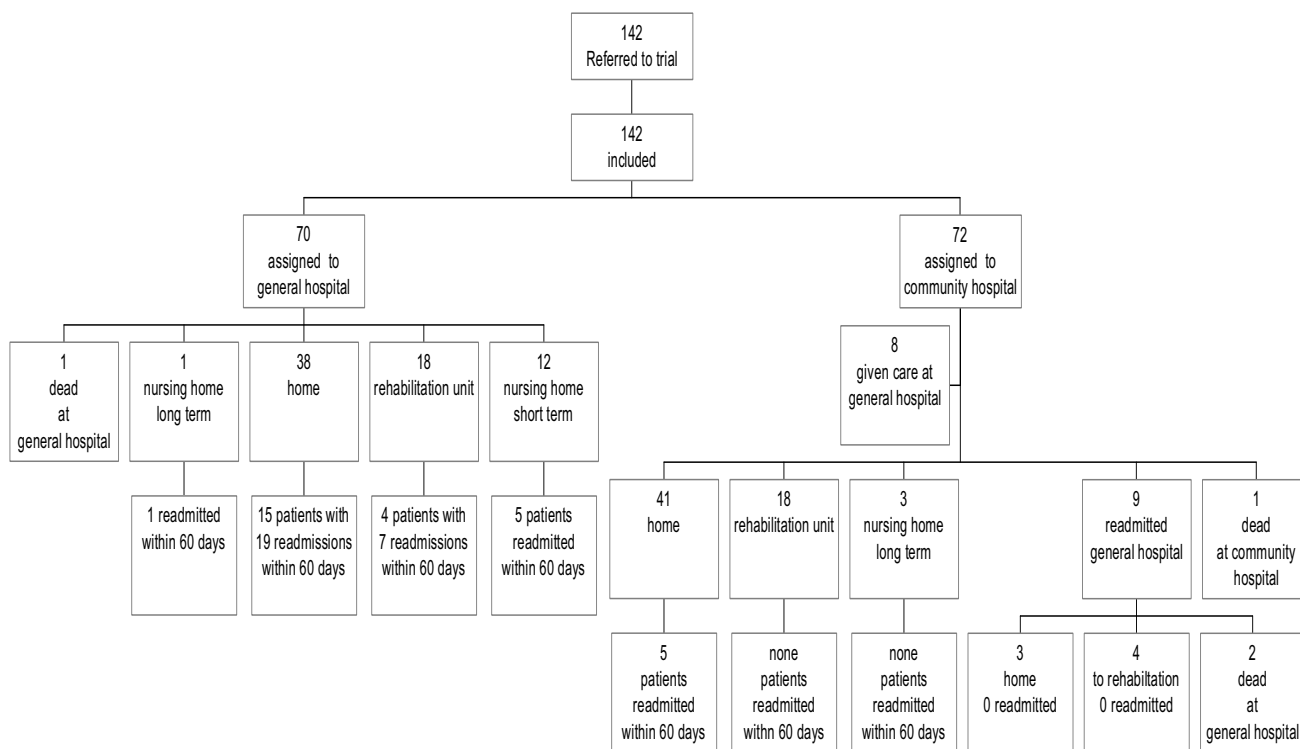 142
Referred to trial
142
included
70
assigned to
general hospital
72
assigned to
community hospital
8
given care at
general hospital
1
dead
at
general hospital
1
nursing home
long term
38
home
18
rehabilitation unit
12
nursing home
short term
1 readmitted
within 60 days
15 patients with
19 readmissions
within 60 days
4 patients with
7 readmissions
within 60 days
5 patients
readmitted
within 60 days
41
home
18
rehabilitation unit
3
nursing home
long term
9
readmitted
general hospital
1
dead
at community
hospital
5
patients
readmitted
within 60 days
none
patients
readmitted
withn 60 days
none
patients
readmitted
within 60 days
3
home
0 readmitted
4
to rehabiltation
0 readmitted
2
dead
at
general hospital